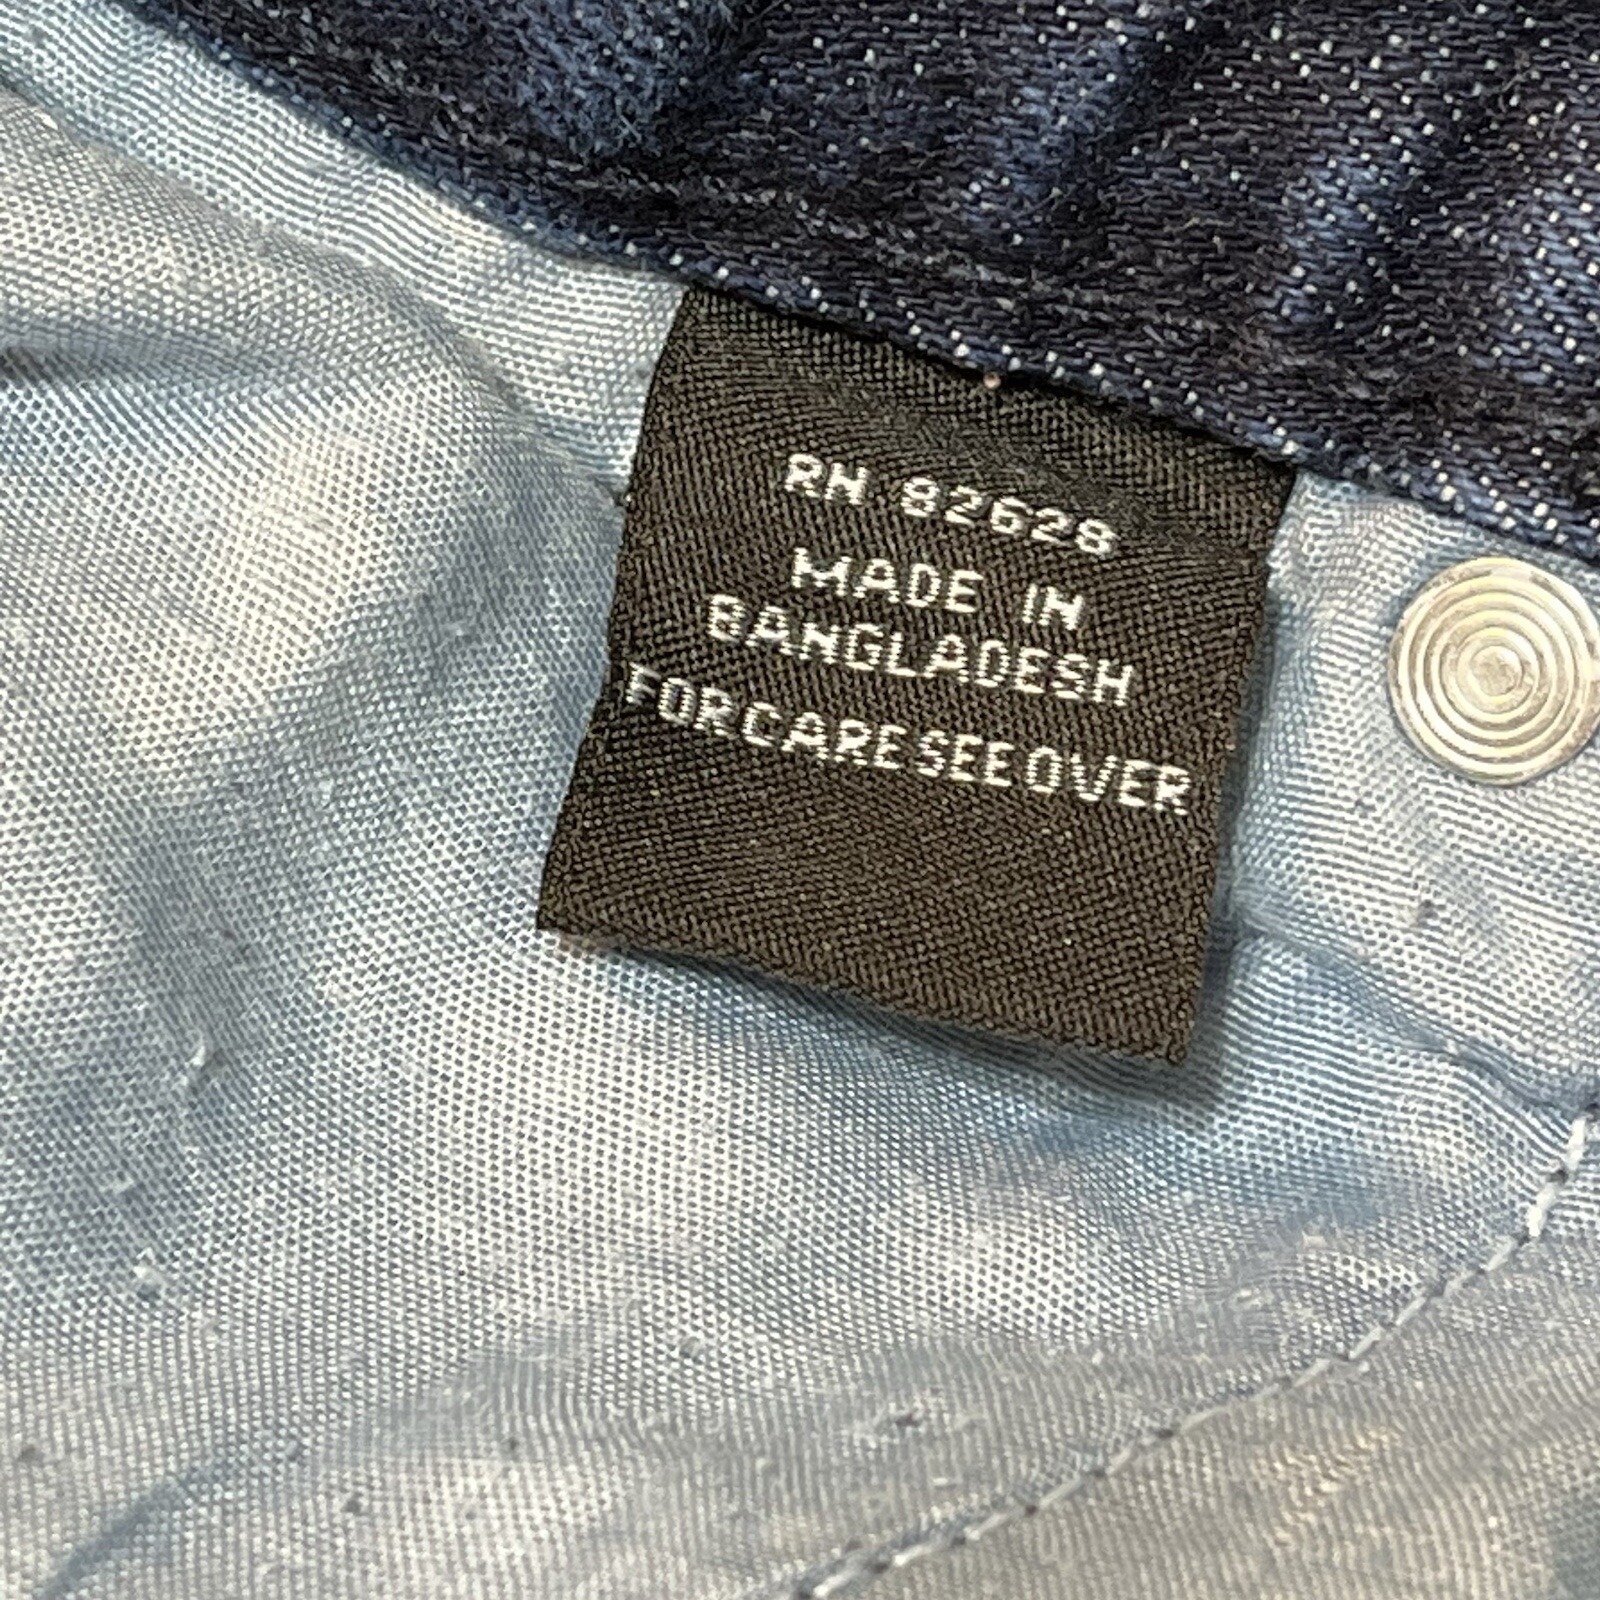 RN 82628
MADE IN
BANGLADESH
FOR CARE SEE OVER